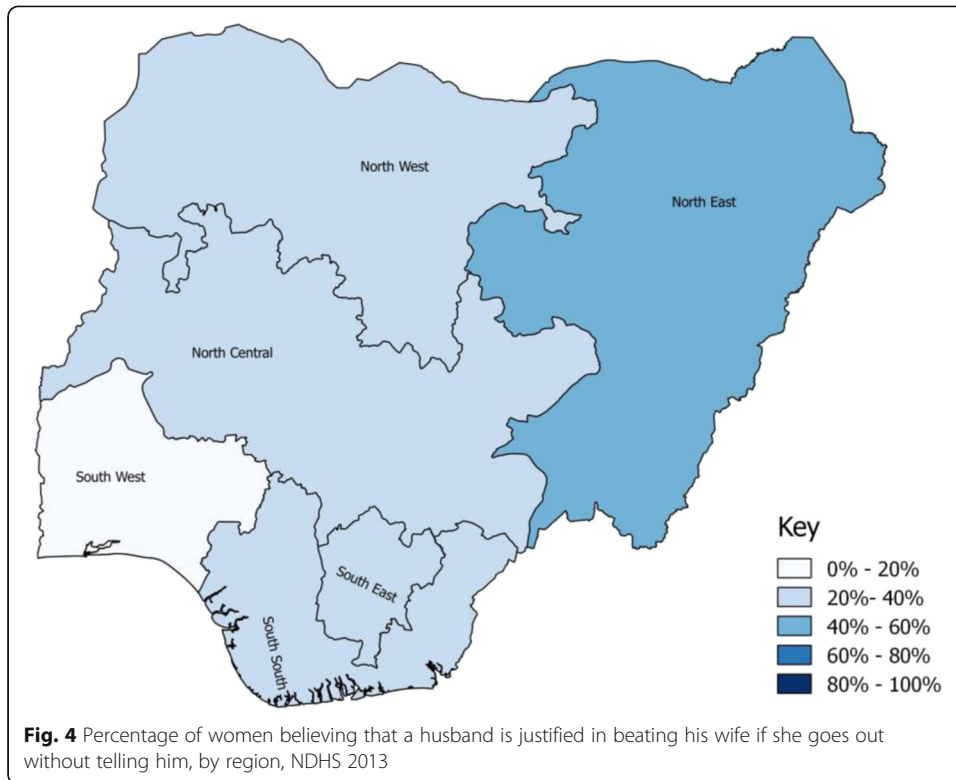 North West
North East
North Central
South West
South East
South South
Key
0% - 20%
20%- 40%
40% - 60%
60% - 80%
80% - 100%
Fig. 4 Percentage of women believing that a husband is justified in beating his wife if she goes out
without telling him, by region, NDHS 2013